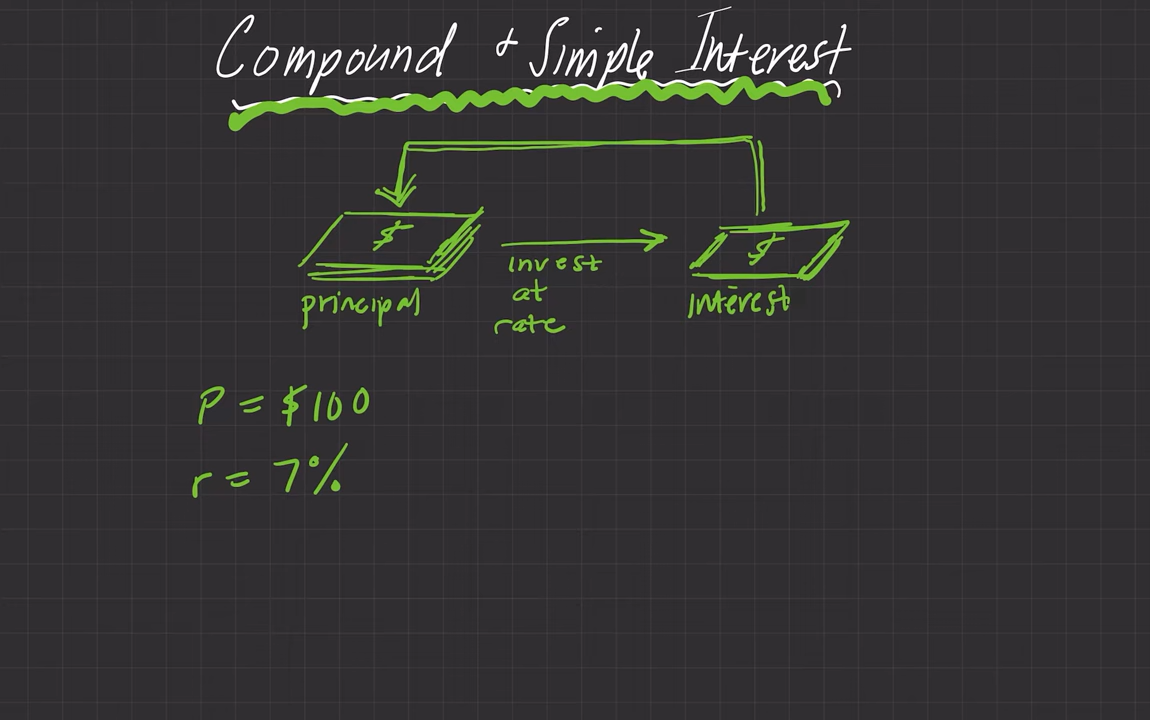 Compound & Simple Interest
$
$
invest
at
rate
principal
Interest
P = $100
r = 7%